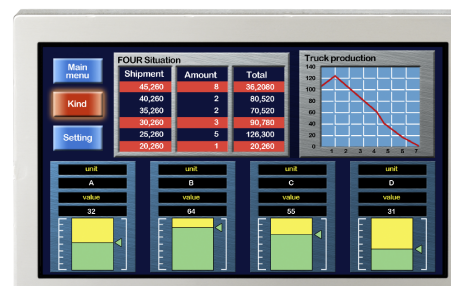 Main
menu
Kind
Setting
FOUR Situation
Shipment Amount Total
45,260 8 36,2080
40,260 2 80,520
35,260 2 70,520
30,260 3 90,780
25,260 5 126,300
20,260 1 20,260
Truck production
140
120
100
80
60
40
20
0
1 2 3 4 5 6 7
unit unit unit unit
A B C D
value value value value
32 64 55 31